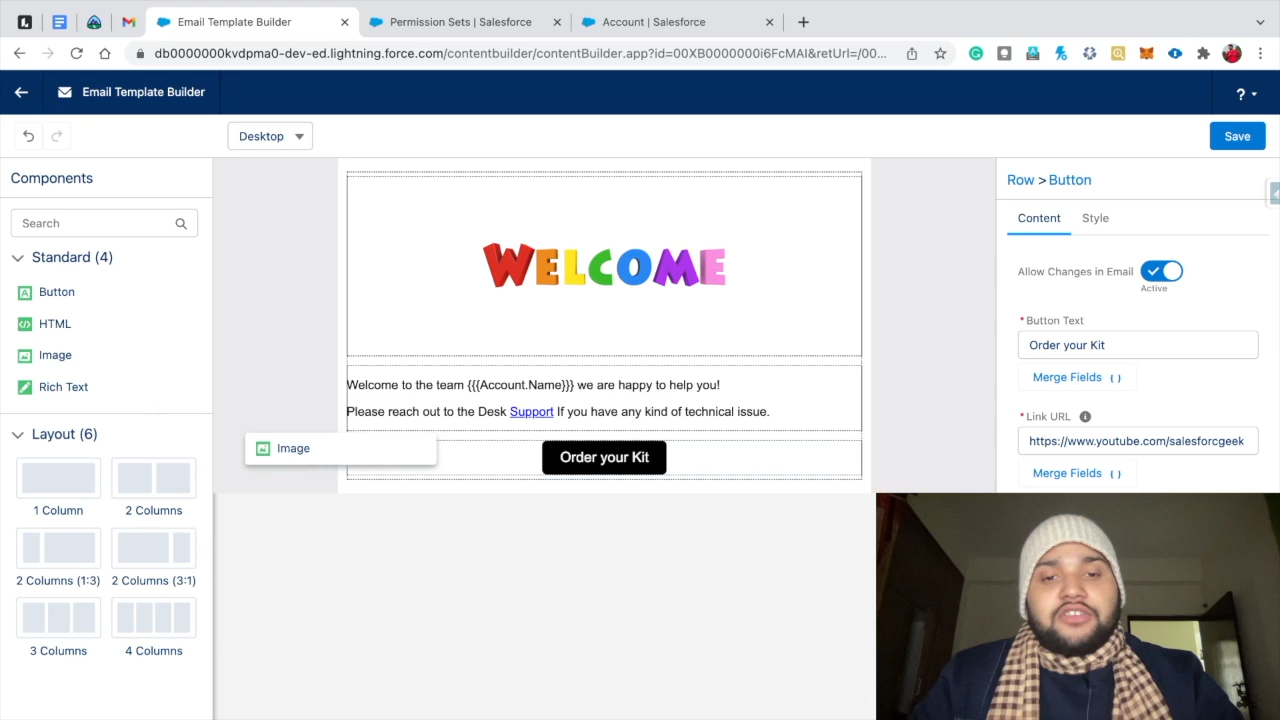 Email Template Builder
Permission Sets | Salesforce
Account | Salesforce
db0000000kvdpma0-dev-ed.lightning.force.com/contentbuilder/contentBuilder.app?id=00XB0000000i6FcMAI&retUrl=/00...
Email Template Builder
?
Desktop
Save
Components
Search
Standard (4)
Button
HTML
Image
Rich Text
Layout (6)
1 Column
2 Columns
2 Columns (1:3)
2 Columns (3:1)
3 Columns
4 Columns
WELCOME
Welcome to the team {{{Account.Name}}} we are happy to help you!
Please reach out to the Desk Support If you have any kind of technical issue.
Image
Order your Kit
Row > Button
Content
Style
Allow Changes in Email
Active
* Button Text
Order your Kit
Merge Fields { }
* Link URL
https://www.youtube.com/salesforcgeek
Merge Fields { }